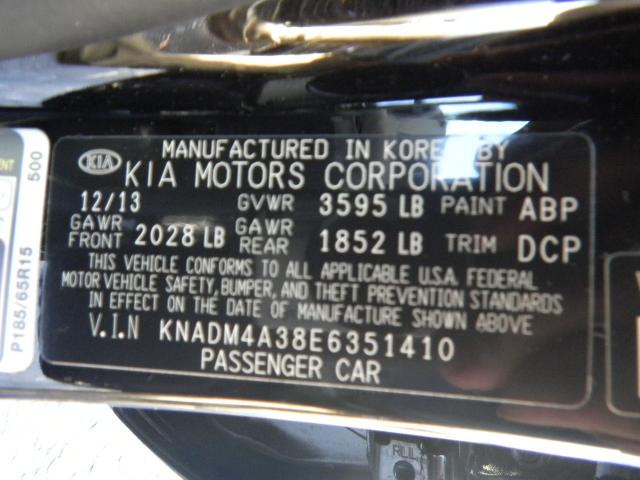 MANUFACTURED IN KOREA BY
KIA KIA MOTORS CORPORATION
12/13 GVWR 3595 LB PAINT ABP
GAWR FRONT 2028 LB GAWR REAR 1852 LB TRIM DCP
THIS VEHICLE CONFORMS TO ALL APPLICABLE U.S.A. FEDERAL
MOTOR VEHICLE SAFETY, BUMPER, AND THEFT PREVENTION STANDARDS
IN EFFECT ON THE DATE OF MANUFACTURE SHOWN ABOVE
V.I.N KNADM4A38E6351410
PASSENGER CAR
P185/65R15
500